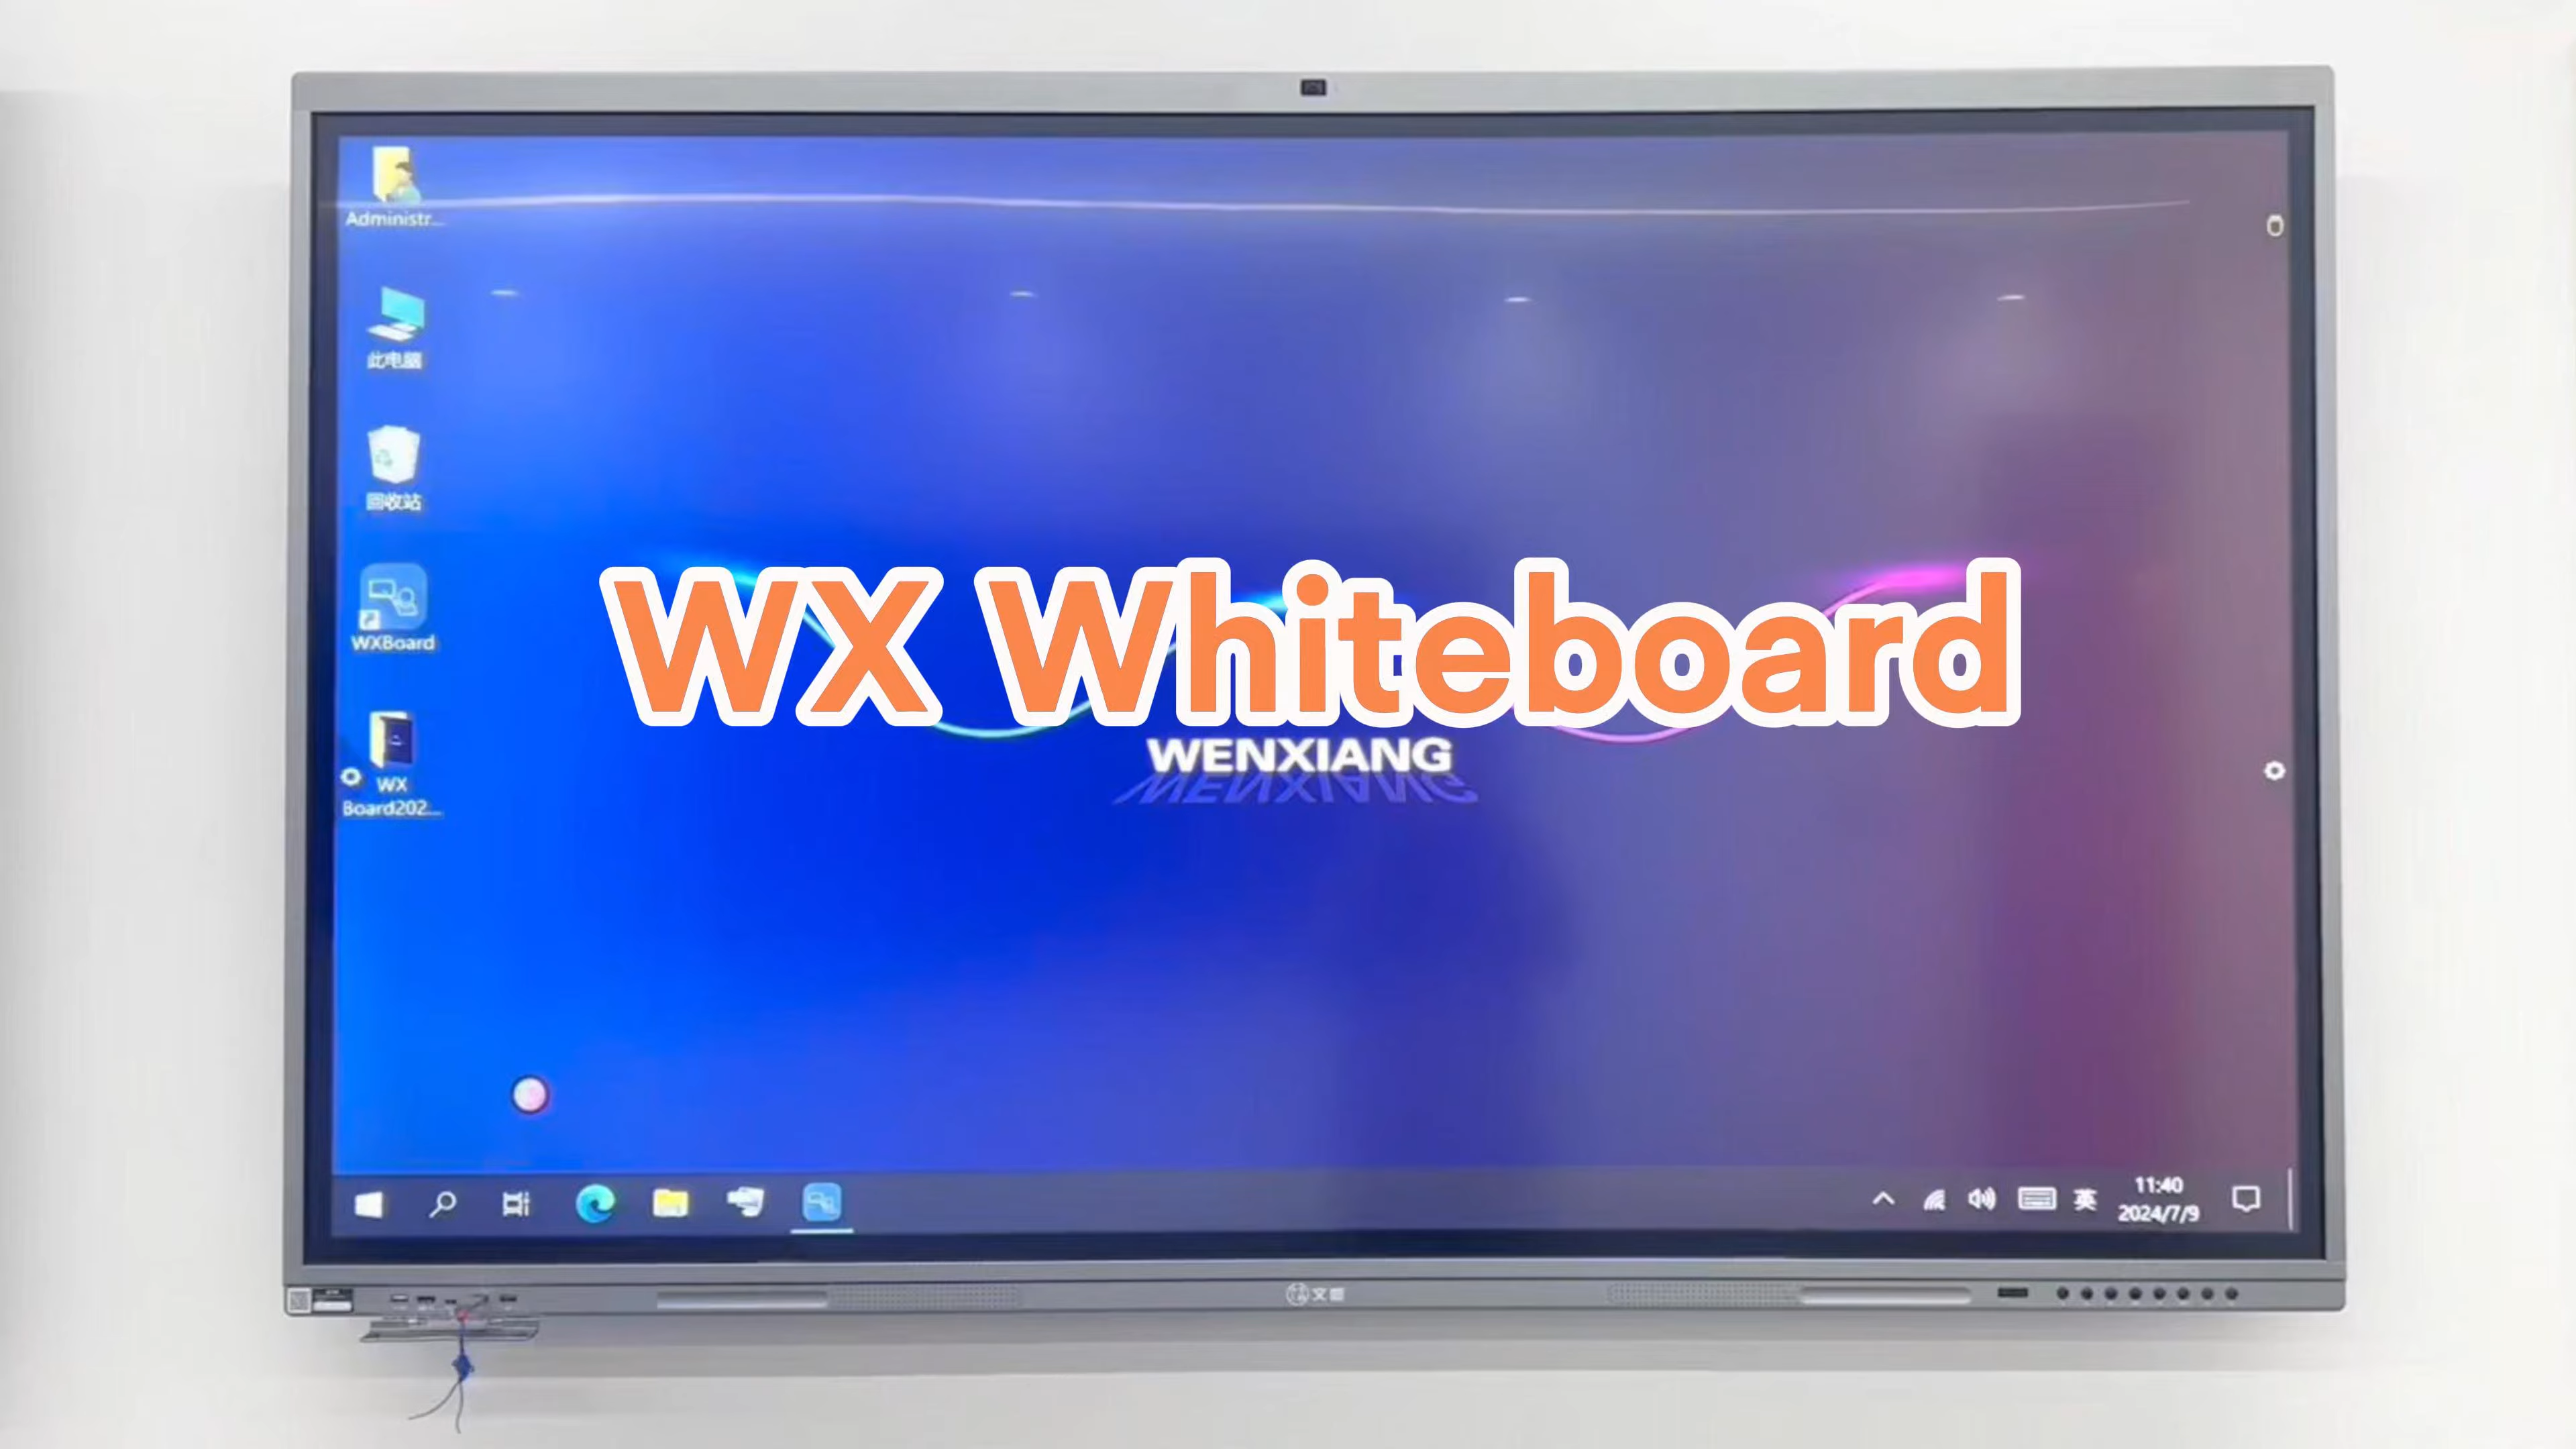 Administr...
此电脑
回收站
WXBoard
WX
Board202...
WX Whiteboard
WENXIANG
英
11:40
2024/7/9